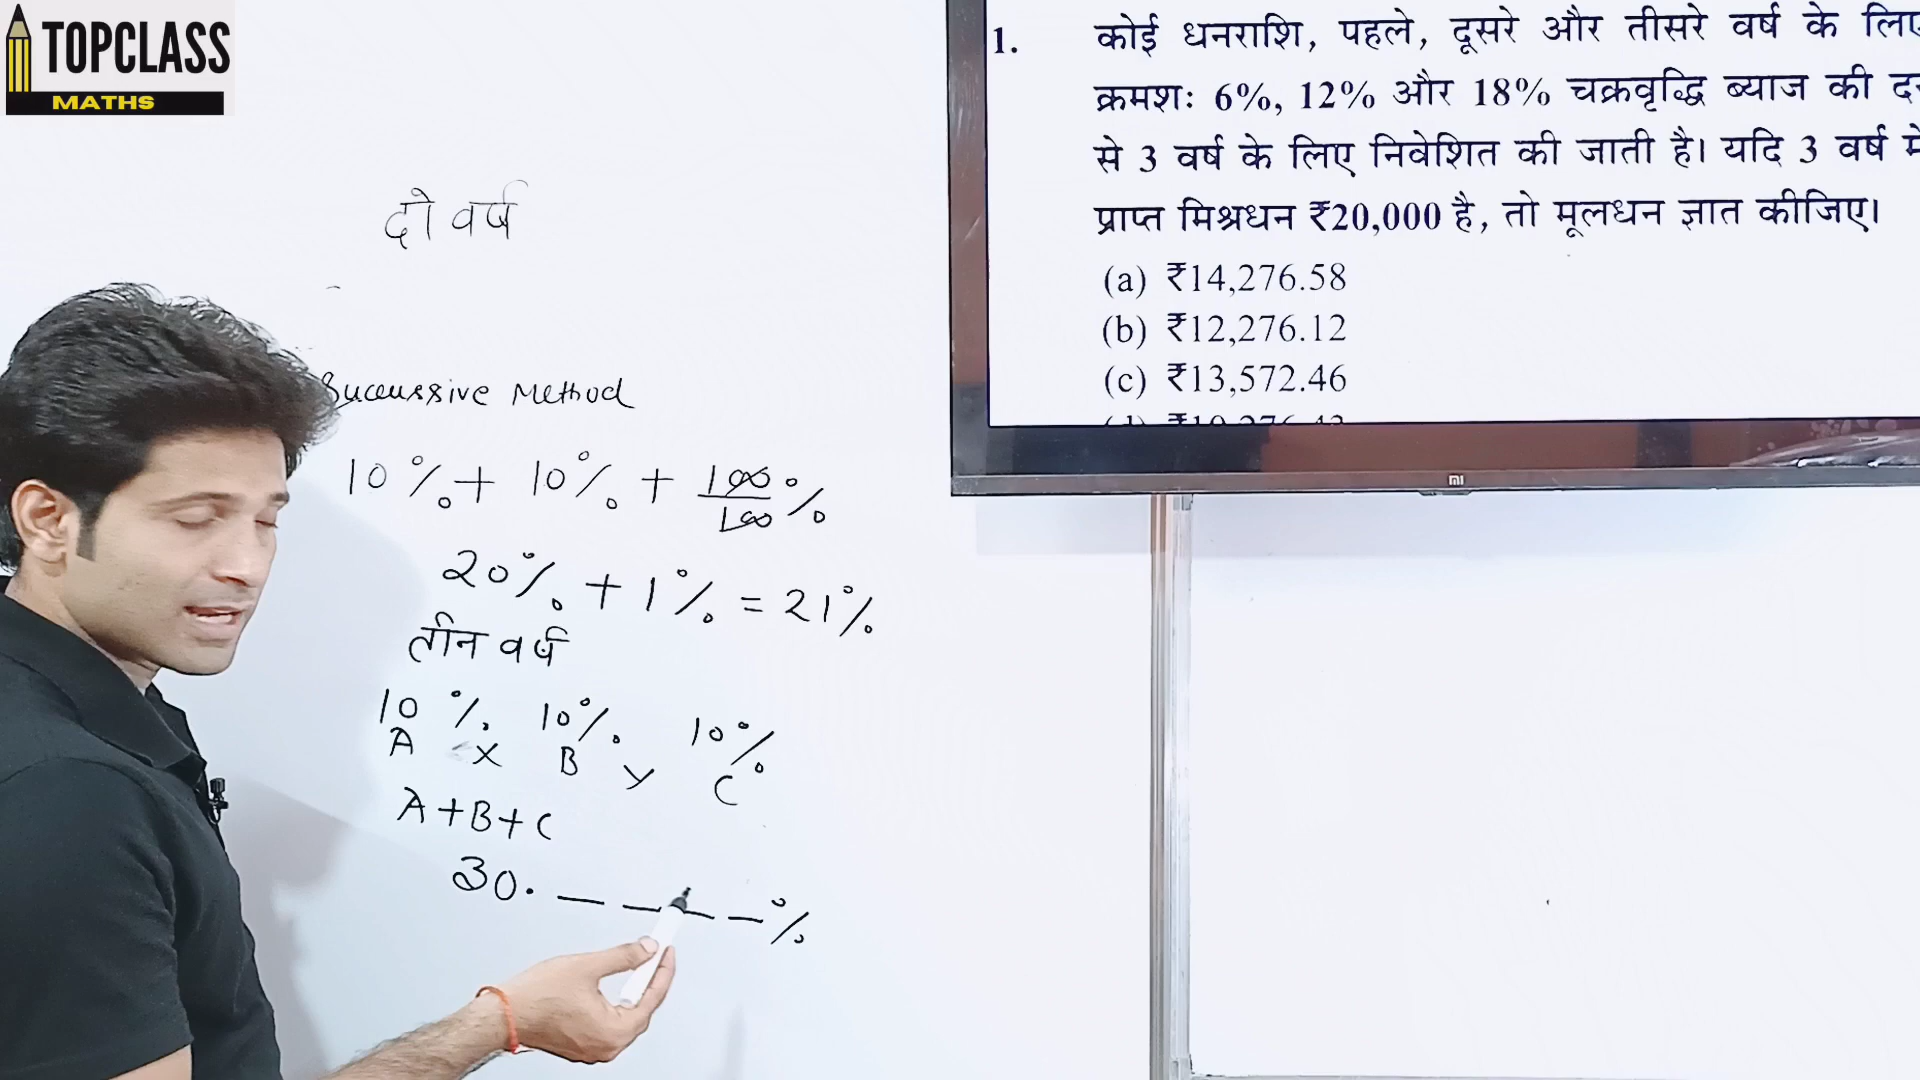 TOPCLASS
MATHS
1. कोई धनराशि, पहले, दूसरे और तीसरे वर्ष के लिए
क्रमशः 6%, 12% और 18% चक्रवृद्धि ब्याज की
से 3 वर्ष के लिए निवेशित की जाती है। यदि 3 वर्ष में
प्राप्त मिश्रधन ₹20,000 है, तो मूलधन ज्ञात कीजिए।
(a) ₹14,276.58
(b) ₹12,276.12
(c) ₹13,572.46
mi
दो वर्ष
Successive Method
10% + 10% + 100/100 %
20% + 1% = 21%
तीन वर्ष
10% 10% 10%
A X B Y C
A+B+C
30. _ _ _ _ %